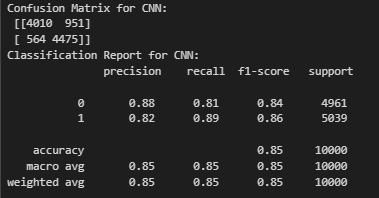 Confusion Matrix for CNN:
[[4010  951]
[ 564 4475]]
Classification Report for CNN:
precision    recall  f1-score   support
0       0.88      0.81      0.84      4961
1       0.82      0.89      0.86      5039
accuracy                           0.85     10000
macro avg       0.85      0.85      0.85     10000
weighted avg       0.85      0.85      0.85     10000